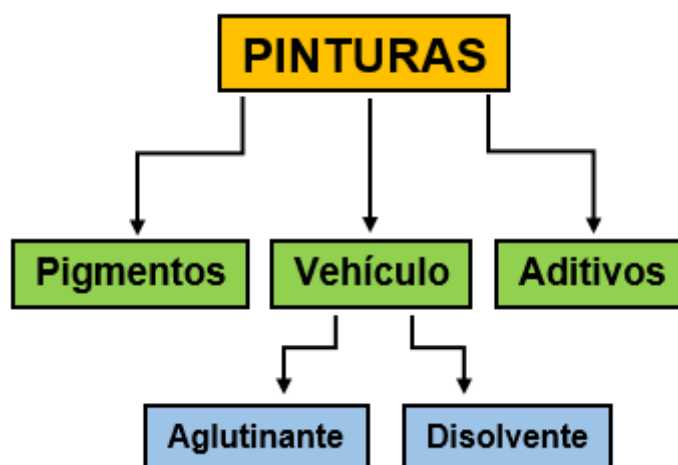 PINTURAS
Pigmentos
Vehículo
Aditivos
Aglutinante
Disolvente